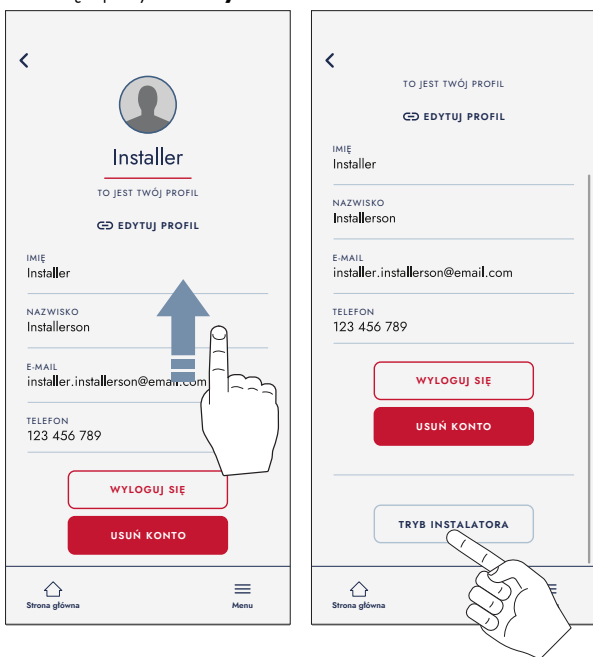 Installer
TO JEST TWÓJ PROFIL
EDYTUJ PROFIL
IMIĘ
Installer
NAZWISKO
Installerson
E-MAIL
installer.installerson@email.com
TELEFON
123 456 789
WYLOGUJ SIĘ
USUŃ KONTO
Strona główna
Menu
TO JEST TWÓJ PROFIL
EDYTUJ PROFIL
IMIĘ
Installer
NAZWISKO
Installerson
E-MAIL
installer.installerson@email.com
TELEFON
123 456 789
WYLOGUJ SIĘ
USUŃ KONTO
TRYB INSTALATORA
Strona główna